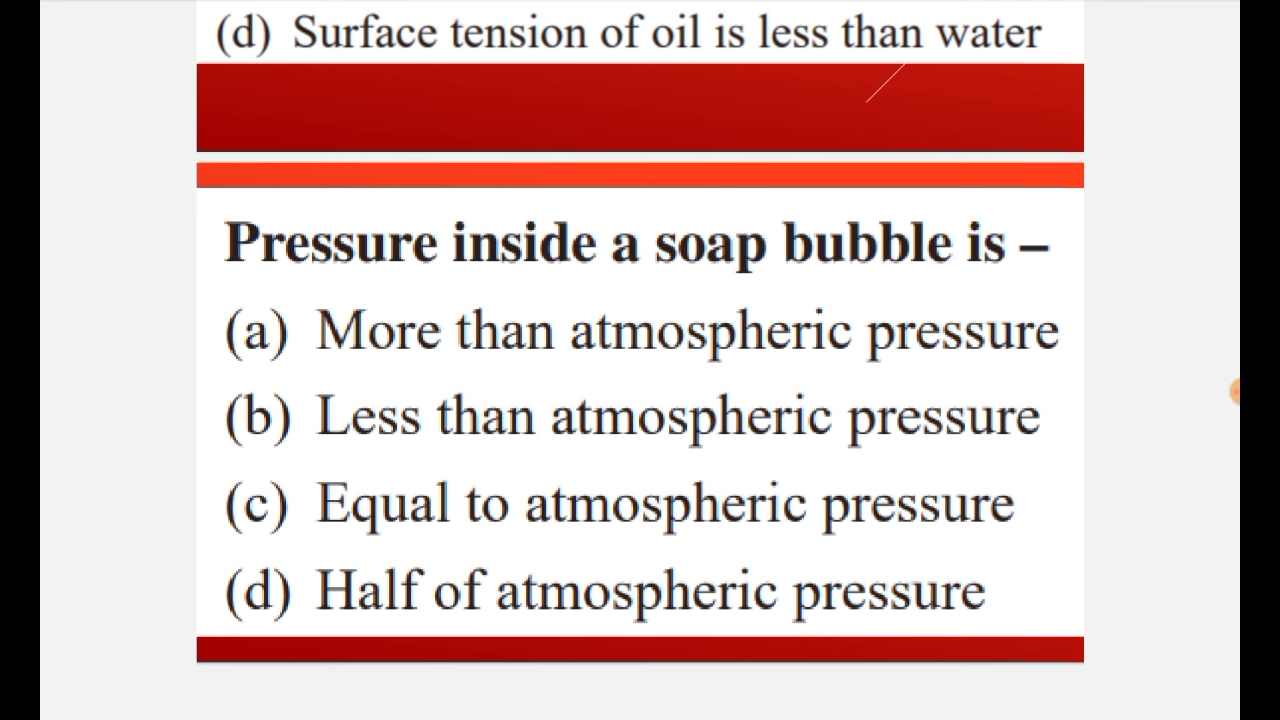 (d) Surface tension of oil is less than water
Pressure inside a soap bubble is –
(a) More than atmospheric pressure
(b) Less than atmospheric pressure
(c) Equal to atmospheric pressure
(d) Half of atmospheric pressure